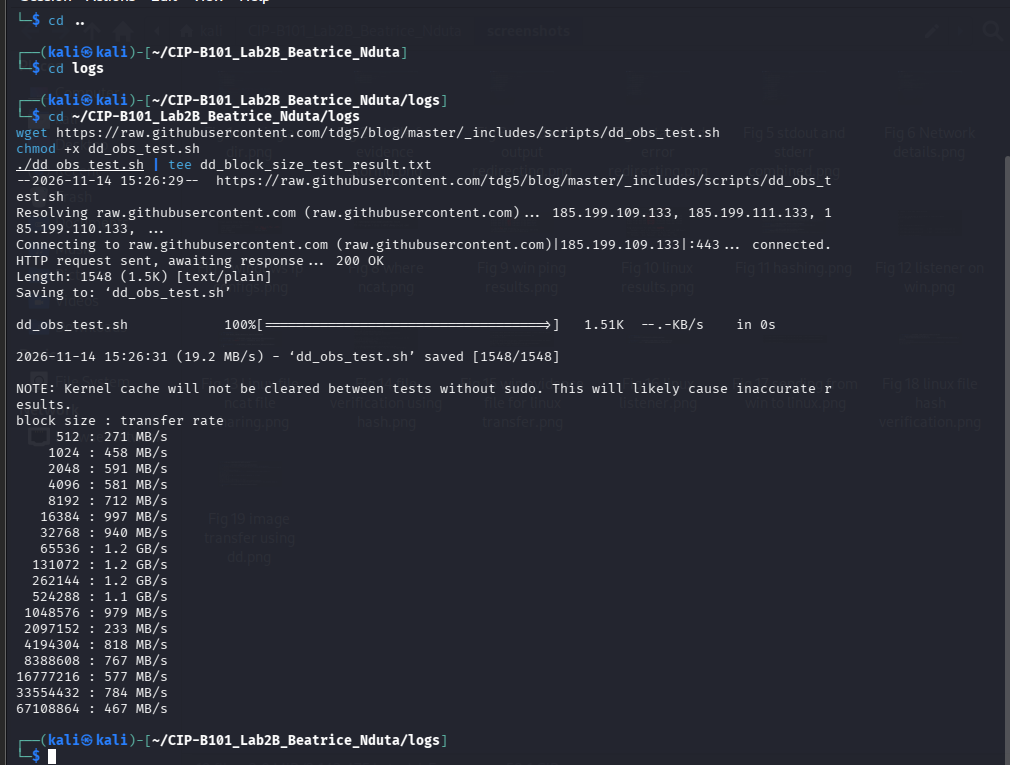 └─$ cd ..
┌──(kali㉿kali)-[~/CIP-B101_Lab2B_Beatrice_Nduta]
└─$ cd logs
┌──(kali㉿kali)-[~/CIP-B101_Lab2B_Beatrice_Nduta/logs]
└─$ cd ~/CIP-B101_Lab2B_Beatrice_Nduta/logs
wget https://raw.githubusercontent.com/tdg5/blog/master/_includes/scripts/dd_obs_test.sh
chmod +x dd_obs_test.sh
./dd_obs_test.sh | tee dd_block_size_test_result.txt
--2026-11-14 15:26:29--  https://raw.githubusercontent.com/tdg5/blog/master/_includes/scripts/dd_obs_t
est.sh
Resolving raw.githubusercontent.com (raw.githubusercontent.com)... 185.199.109.133, 185.199.111.133, 1
85.199.110.133, ...
Connecting to raw.githubusercontent.com (raw.githubusercontent.com)|185.199.109.133|:443... connected.
HTTP request sent, awaiting response... 200 OK
Length: 1548 (1.5K) [text/plain]
Saving to: ‘dd_obs_test.sh’
dd_obs_test.sh            100%[===================================>]   1.51K  --.-KB/s    in 0s
2026-11-14 15:26:31 (19.2 MB/s) - ‘dd_obs_test.sh’ saved [1548/1548]
NOTE: Kernel cache will not be cleared between tests without sudo. This will likely cause inaccurate r
esults.
block size : transfer rate
512 : 271 MB/s
1024 : 458 MB/s
2048 : 591 MB/s
4096 : 581 MB/s
8192 : 712 MB/s
16384 : 997 MB/s
32768 : 940 MB/s
65536 : 1.2 GB/s
131072 : 1.2 GB/s
262144 : 1.2 GB/s
524288 : 1.1 GB/s
1048576 : 979 MB/s
2097152 : 233 MB/s
4194304 : 818 MB/s
8388608 : 767 MB/s
16777216 : 577 MB/s
33554432 : 784 MB/s
67108864 : 467 MB/s
┌──(kali㉿kali)-[~/CIP-B101_Lab2B_Beatrice_Nduta/logs]
└─$